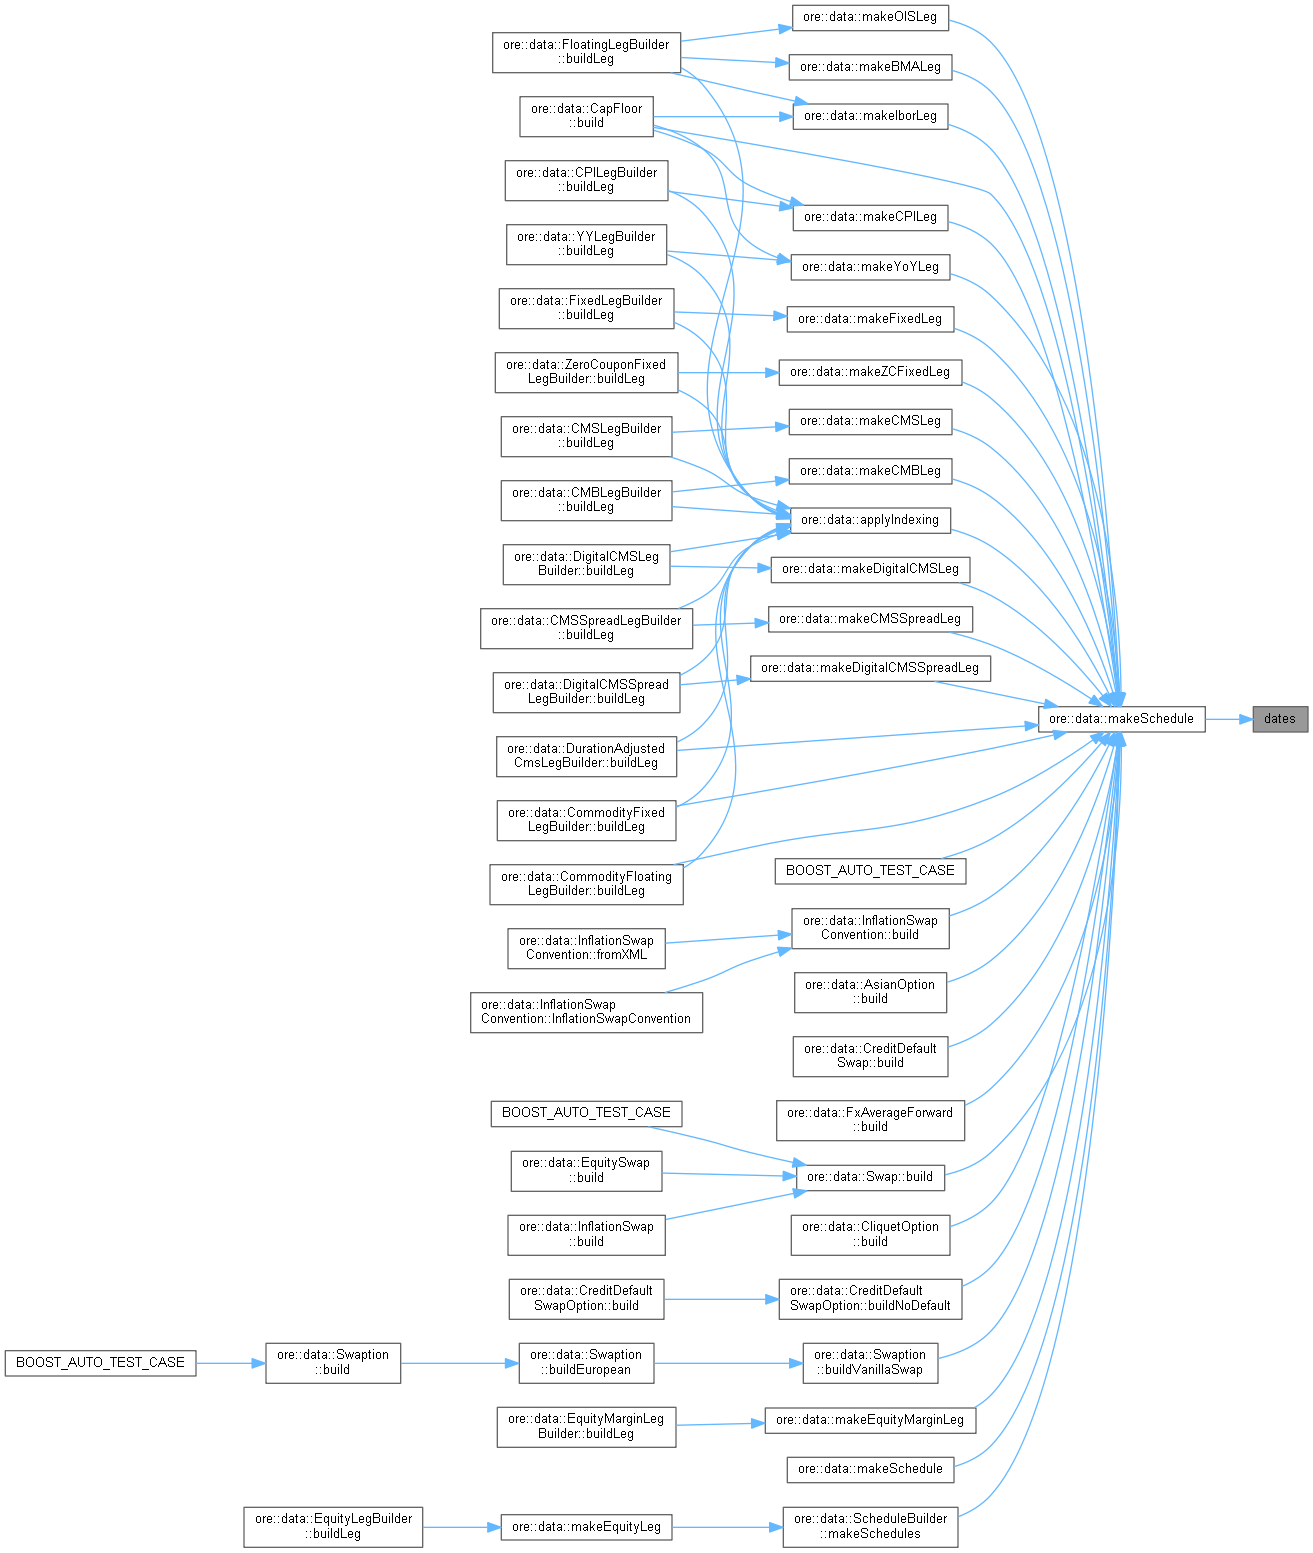 ore::data::makeOISLeg
ore::data::FloatingLegBuilder
::buildLeg
ore::data::makeBMALeg
ore::data::CapFloor
::build
ore::data::makeIborLeg
ore::data::CPILegBuilder
::buildLeg
ore::data::makeCPILeg
ore::data::YYLegBuilder
::buildLeg
ore::data::makeYoYLeg
ore::data::FixedLegBuilder
::buildLeg
ore::data::makeFixedLeg
ore::data::ZeroCouponFixed
LegBuilder::buildLeg
ore::data::makeZCFixedLeg
ore::data::CMSLegBuilder
::buildLeg
ore::data::makeCMSLeg
ore::data::makeCMBLeg
ore::data::CMBLegBuilder
::buildLeg
ore::data::applyIndexing
ore::data::DigitalCMSLeg
Builder::buildLeg
ore::data::makeDigitalCMSLeg
ore::data::CMSSpreadLegBuilder
::buildLeg
ore::data::makeCMSSpreadLeg
ore::data::makeDigitalCMSSpreadLeg
ore::data::DigitalCMSSpread
LegBuilder::buildLeg
ore::data::makeSchedule
dates
ore::data::DurationAdjusted
CmsLegBuilder::buildLeg
ore::data::CommodityFixed
LegBuilder::buildLeg
ore::data::CommodityFloating
LegBuilder::buildLeg
BOOST_AUTO_TEST_CASE
ore::data::InflationSwap
Convention::build
ore::data::InflationSwap
Convention::fromXML
ore::data::InflationSwap
Convention::InflationSwapConvention
ore::data::AsianOption
::build
ore::data::CreditDefault
Swap::build
BOOST_AUTO_TEST_CASE
ore::data::FxAverageForward
::build
ore::data::EquitySwap
::build
ore::data::Swap::build
ore::data::InflationSwap
::build
ore::data::CliquetOption
::build
ore::data::CreditDefault
SwapOption::build
ore::data::CreditDefault
SwapOption::buildNoDefault
BOOST_AUTO_TEST_CASE
ore::data::Swaption
::build
ore::data::Swaption
::buildEuropean
ore::data::Swaption
::buildVanillaSwap
ore::data::EquityMarginLeg
Builder::buildLeg
ore::data::makeEquityMarginLeg
ore::data::makeSchedule
ore::data::EquityLegBuilder
::buildLeg
ore::data::makeEquityLeg
ore::data::ScheduleBuilder
::makeSchedules